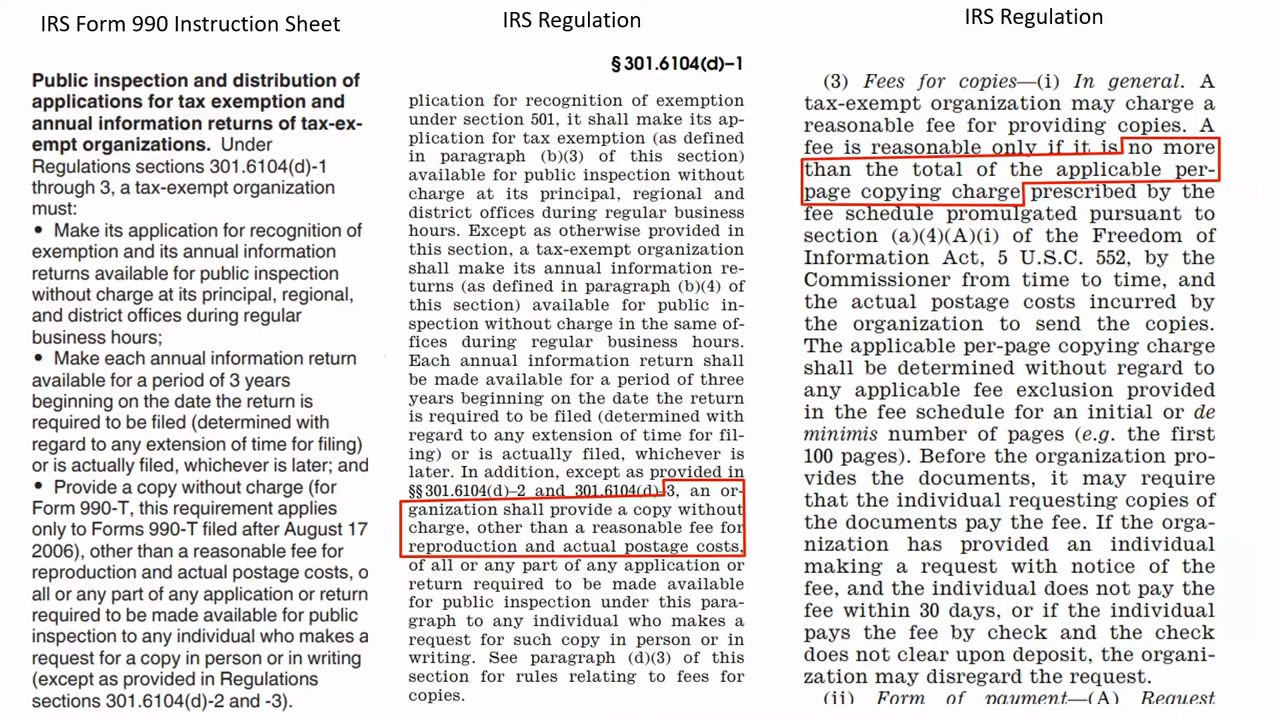 IRS Form 990 Instruction Sheet
Public inspection and distribution of
applications for tax exemption and
annual information returns of tax-ex-
empt organizations. Under
Regulations sections 301.6104(d)-1
through 3, a tax-exempt organization
must:
• Make its application for recognition of
exemption and its annual information
returns available for public inspection
without charge at its principal, regional,
and district offices during regular
business hours;
• Make each annual information return
available for a period of 3 years
beginning on the date the return is
required to be filed (determined with
regard to any extension of time for filing)
or is actually filed, whichever is later; and
• Provide a copy without charge (for
Form 990-T, this requirement applies
only to Forms 990-T filed after August 17
2006), other than a reasonable fee for
reproduction and actual postage costs, o
all or any part of any application or return
required to be made available for public
inspection to any individual who makes a
request for a copy in person or in writing
(except as provided in Regulations
sections 301.6104(d)-2 and -3).
IRS Regulation
§ 301.6104(d)–1
plication for recognition of exemption
under section 501, it shall make its ap-
plication for tax exemption (as defined
in paragraph (b)(3) of this section)
available for public inspection without
charge at its principal, regional and
district offices during regular business
hours. Except as otherwise provided in
this section, a tax-exempt organization
shall make its annual information re-
turns (as defined in paragraph (b)(4) of
this section) available for public in-
spection without charge in the same of-
fices during regular business hours.
Each annual information return shall
be made available for a period of three
years beginning on the date the return
is required to be filed (determined with
regard to any extension of time for fil-
ing) or is actually filed, whichever is
later. In addition, except as provided in
§§ 301.6104(d)–2 and 301.6104(d)–3, an or-
ganization shall provide a copy without
charge, other than a reasonable fee for
reproduction and actual postage costs,
of all or any part of any application or
return required to be made available
for public inspection under this para-
graph to any individual who makes a
request for such copy in person or in
writing. See paragraph (d)(3) of this
section for rules relating to fees for
copies.
IRS Regulation
(3) Fees for copies—(i) In general. A
tax-exempt organization may charge a
reasonable fee for providing copies. A
fee is reasonable only if it is no more
than the total of the applicable per-
page copying charge prescribed by the
fee schedule promulgated pursuant to
section (a)(4)(A)(i) of the Freedom of
Information Act, 5 U.S.C. 552, by the
Commissioner from time to time, and
the actual postage costs incurred by
the organization to send the copies.
The applicable per-page copying charge
shall be determined without regard to
any applicable fee exclusion provided
in the fee schedule for an initial or de
minimis number of pages (e.g. the first
100 pages). Before the organization pro-
vides the documents, it may require
that the individual requesting copies of
the documents pay the fee. If the orga-
nization has provided an individual
making a request with notice of the
fee, and the individual does not pay the
fee within 30 days, or if the individual
pays the fee by check and the check
does not clear upon deposit, the organi-
zation may disregard the request.
(ii) Form of payment—(A) Request